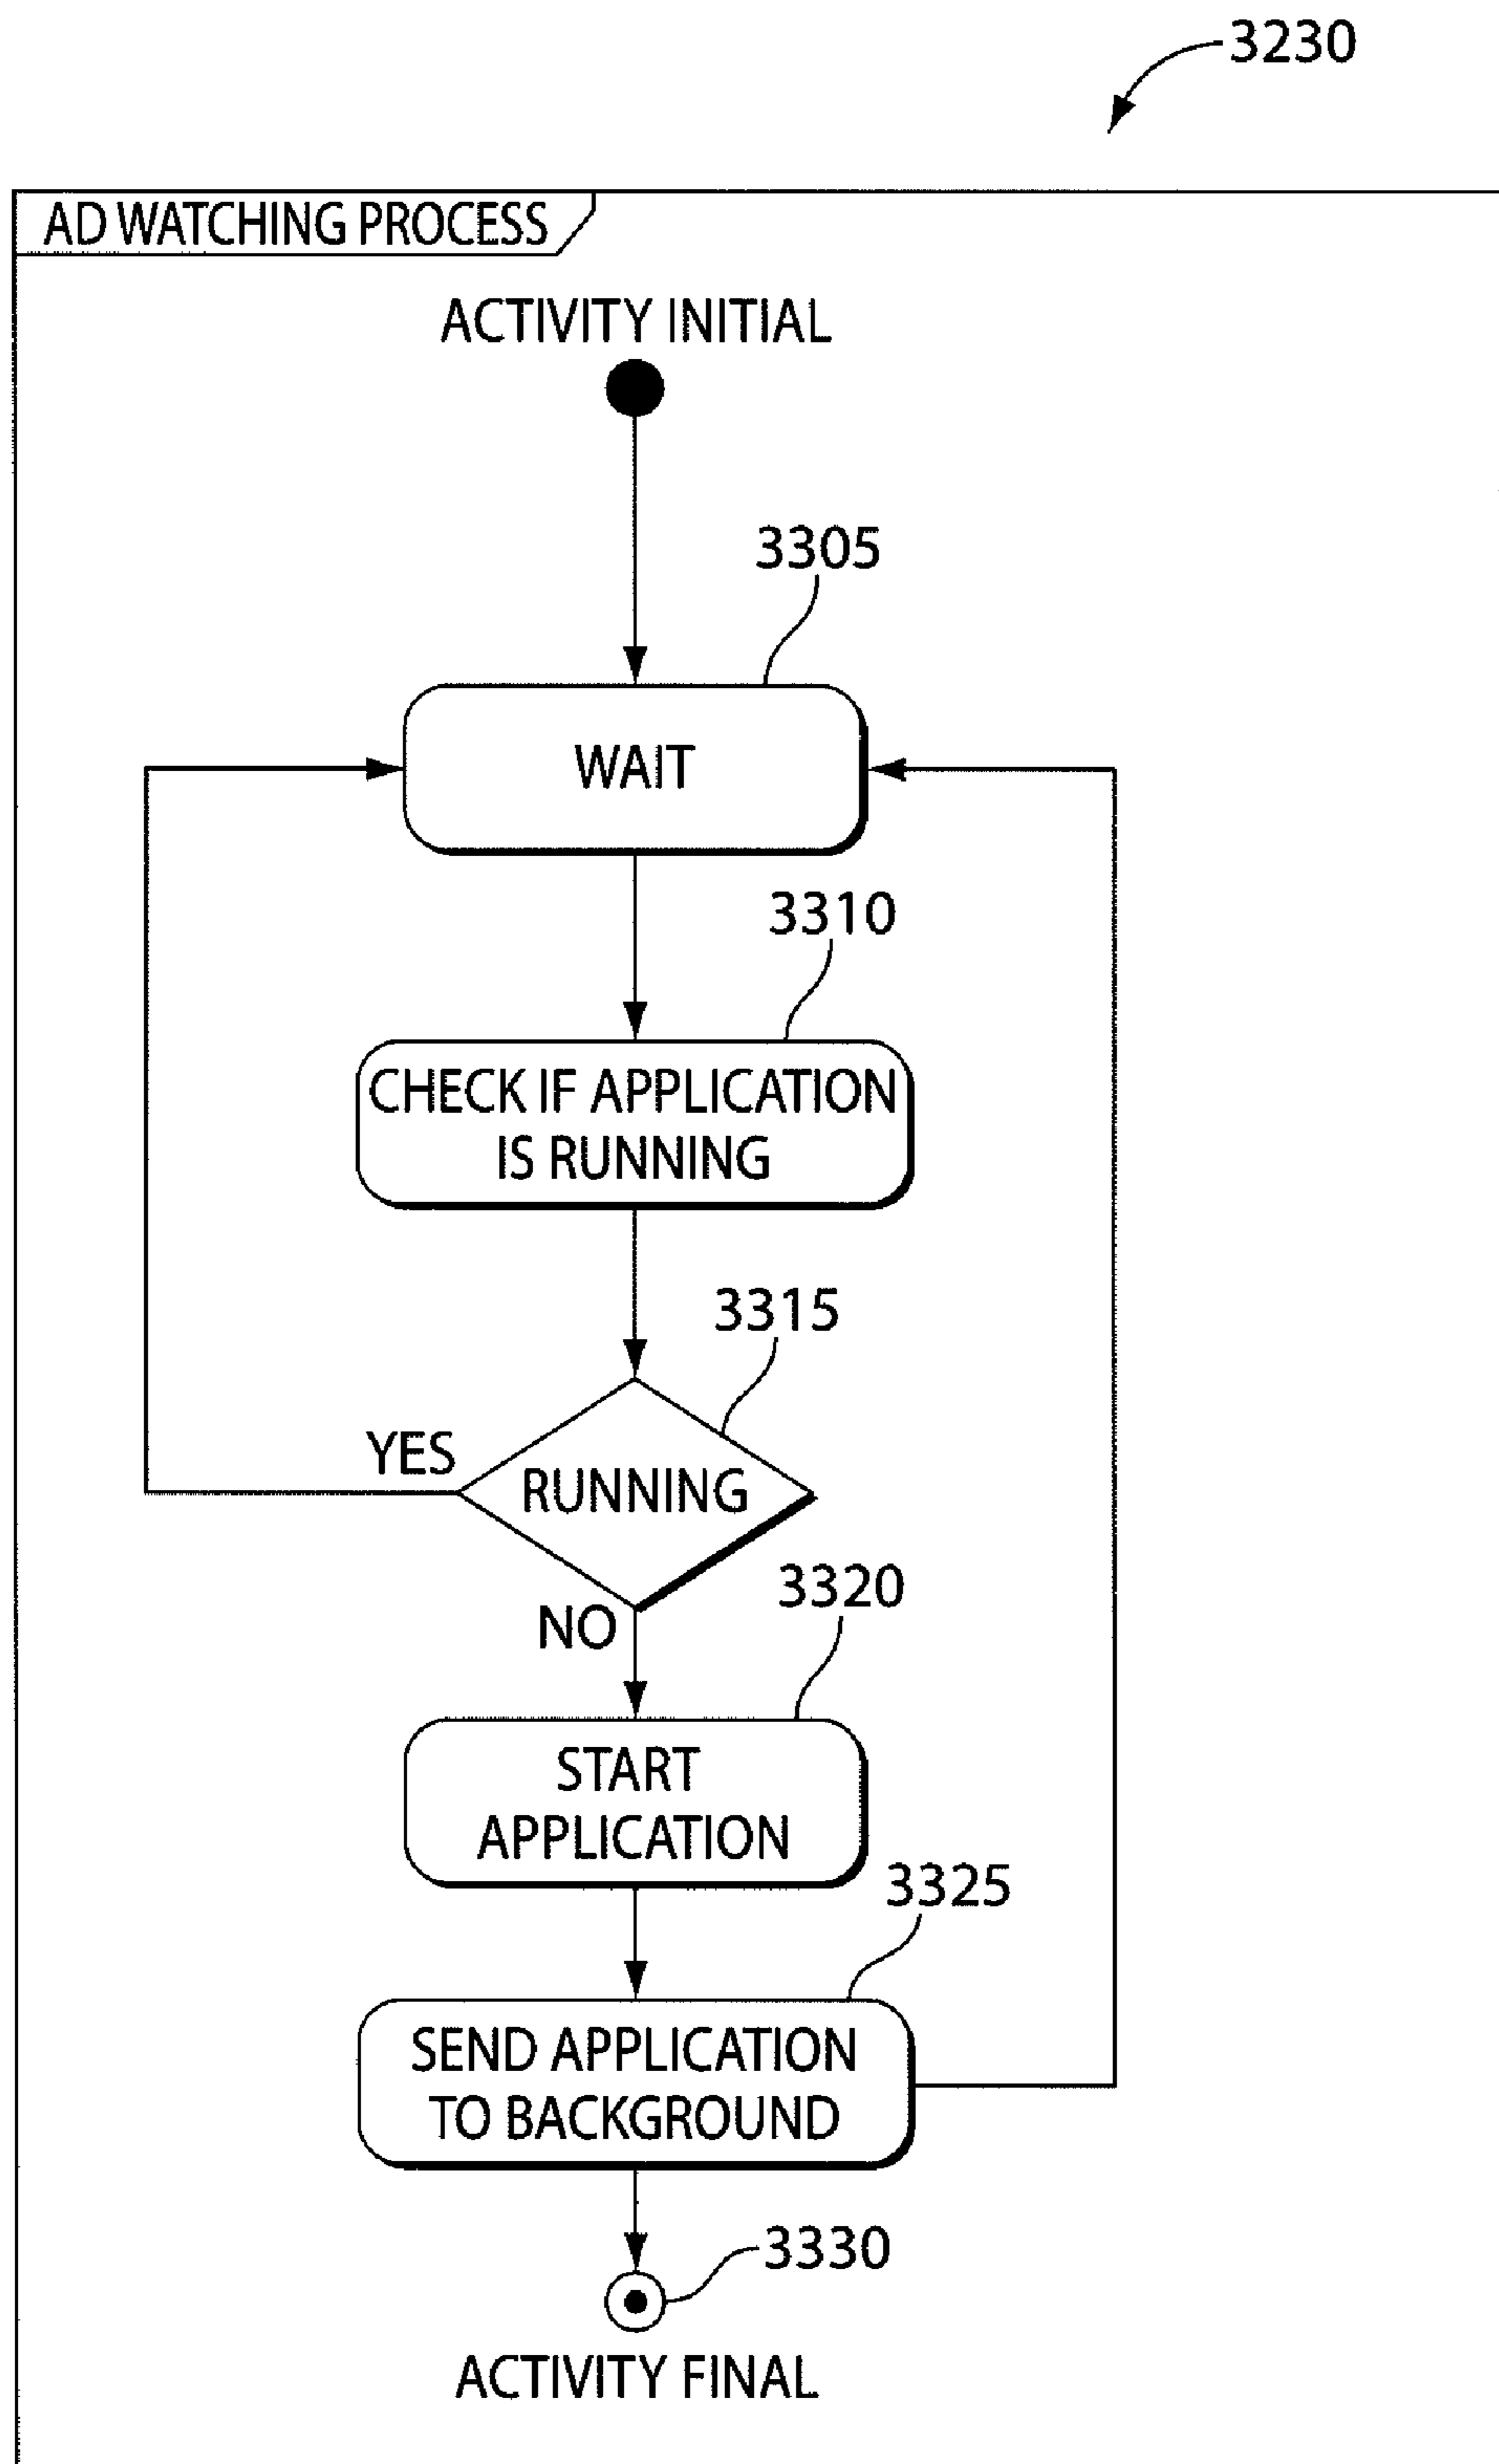 3230
AD WATCHING PROCESS
ACTIVITY INITIAL
3305
WAIT
3310
CHECK IF APPLICATION
IS RUNNING
3315
YES
RUNNING
3320
NO
START
APPLICATION
3325
SEND APPLICATION
TO BACKGROUND
3330
ACTIVITY FINAL